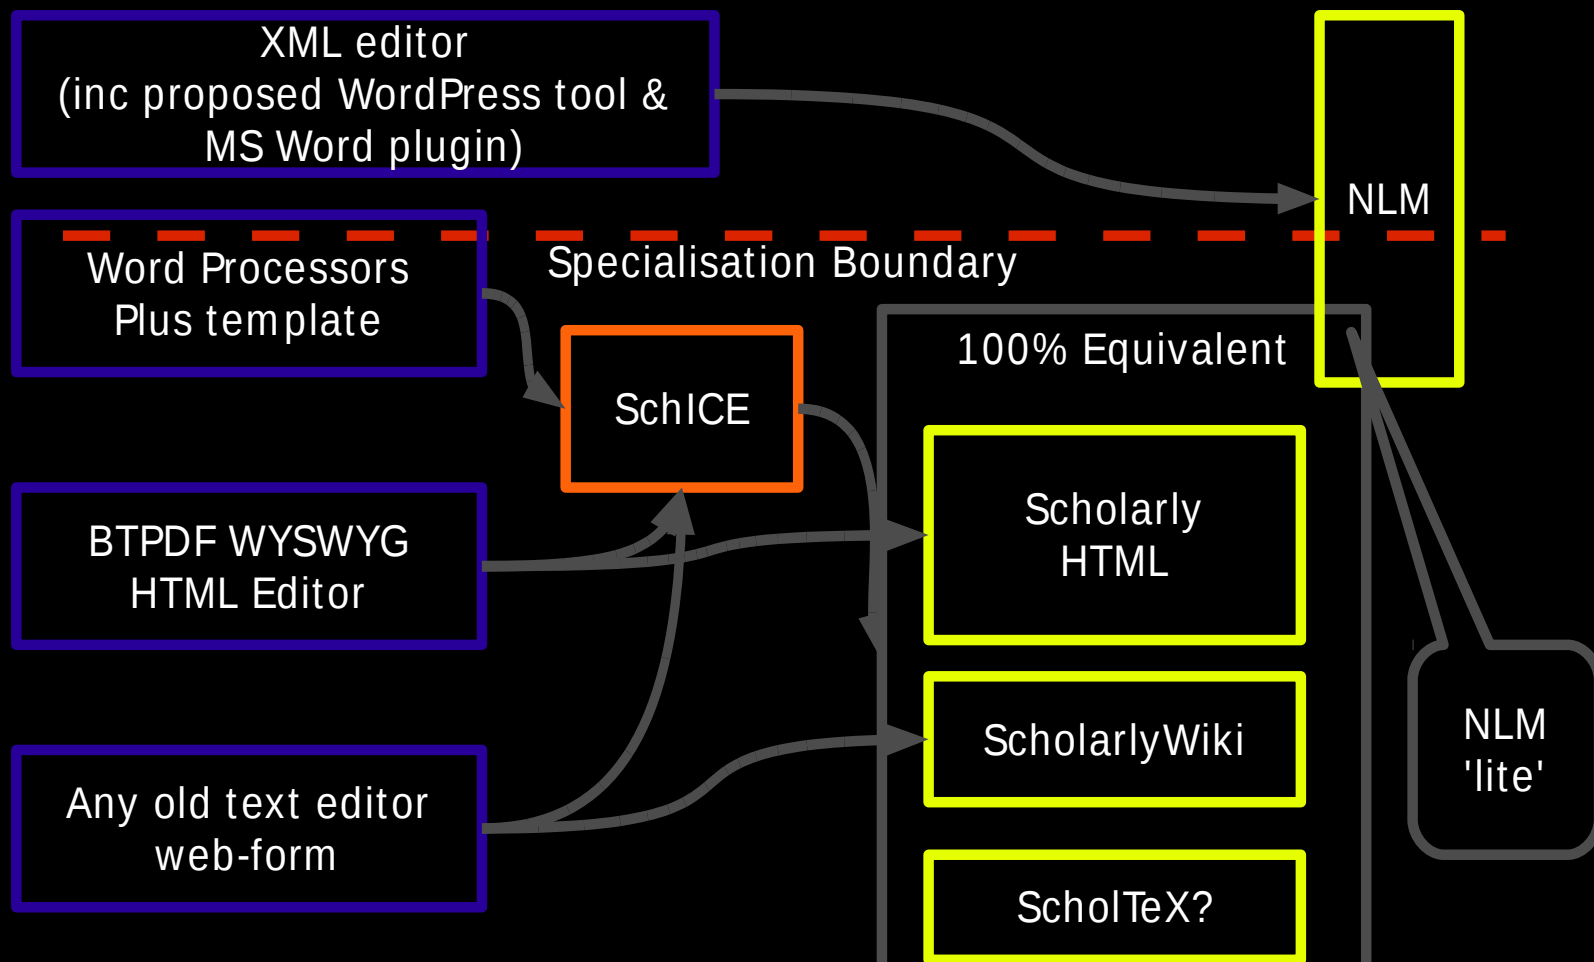 XML editor
(inc proposed WordPress tool &
MS Word plugin)
NLM
Specialisation Boundary
Word Processors
Plus template
100% Equivalent
SchICE
Scholarly
HTML
BTPDF WYSWYG
HTML Editor
ScholarlyWiki
NLM
'lite'
Any old text editor
web-form
ScholTeX?